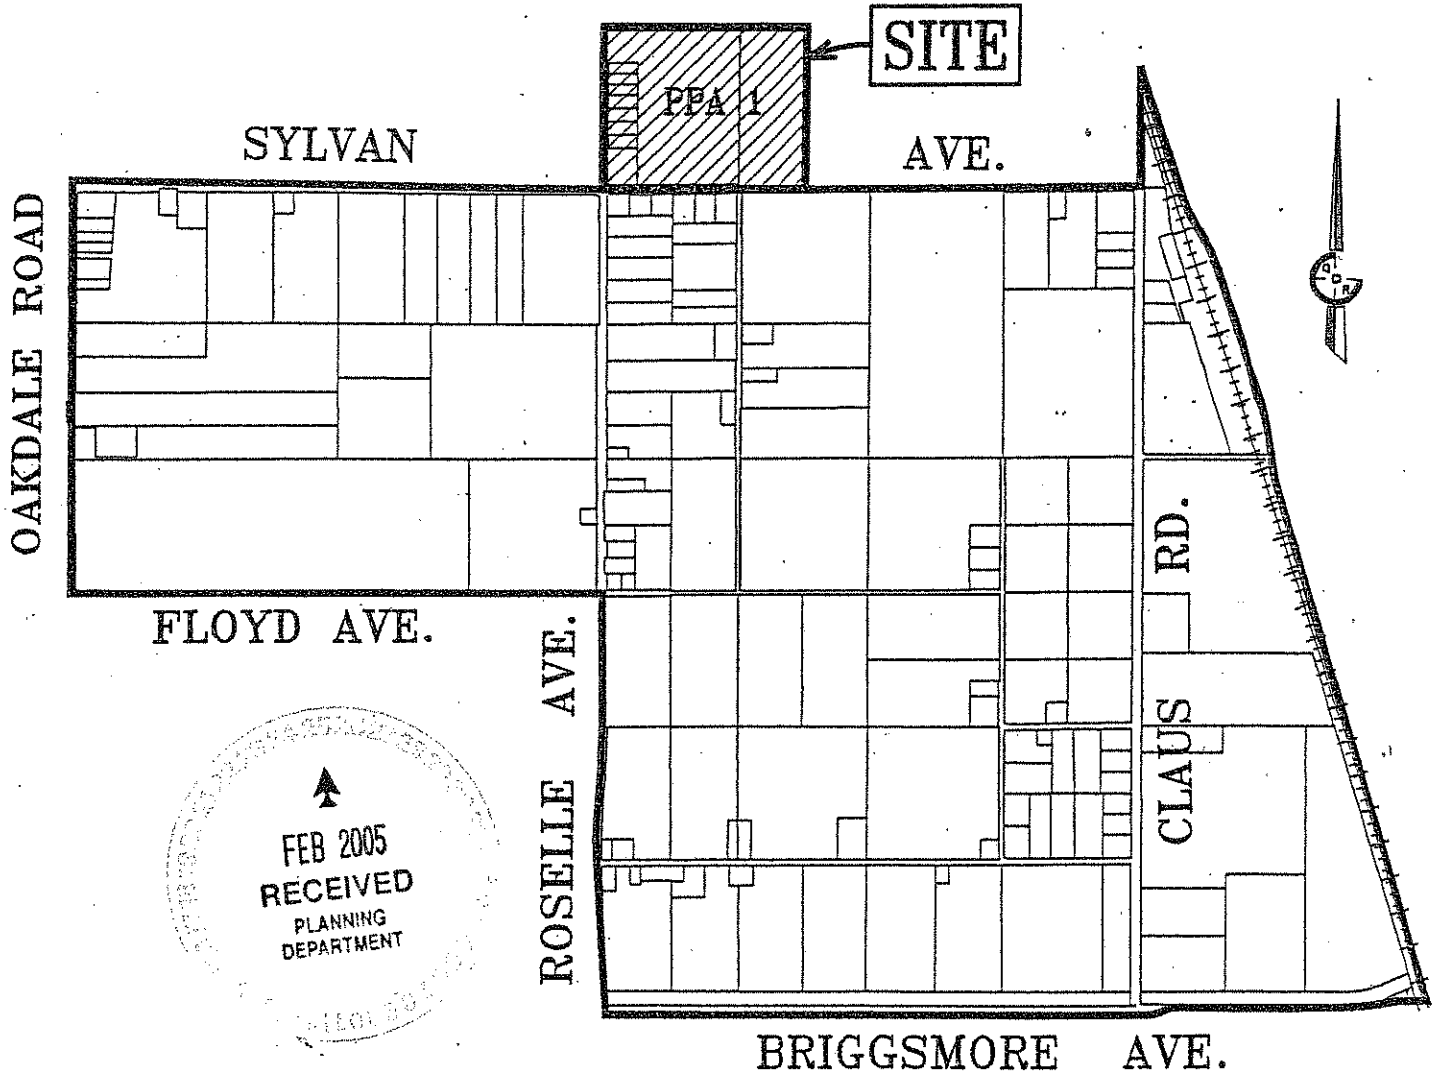 SITE
PPA 1
SYLVAN AVE.
OAKDALE ROAD
FLOYD AVE.
ROSELLE AVE.
CLAUS RD.
FEB 2005
RECEIVED
PLANNING
DEPARTMENT
BRIGGSMORE AVE.